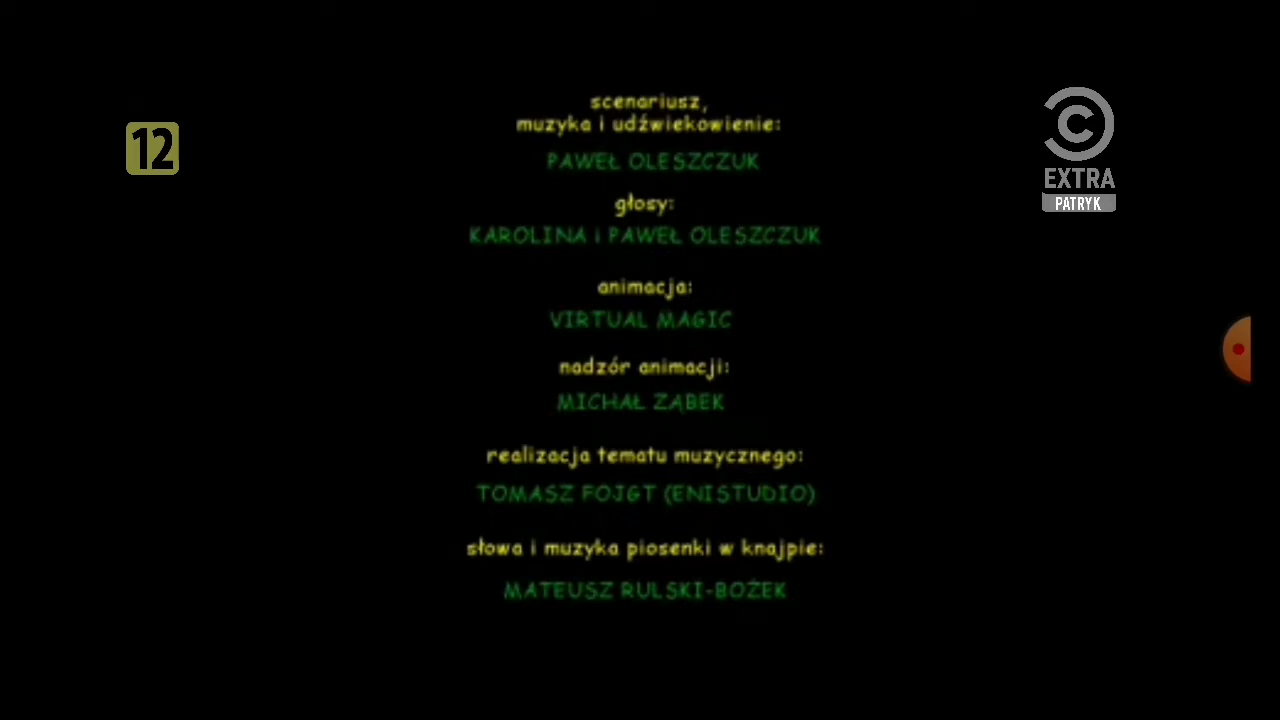 12
EXTRA
PATRYK
scenariusz,
muzyka i udźwiekowienie:
PAWEŁ OLESZCZUK
głosy:
KAROLINA i PAWEŁ OLESZCZUK
animacja:
VIRTUAL MAGIC
nadzór animacji:
MICHAŁ ZĄBEK
realizacja tematu muzycznego:
TOMASZ FOJGT (ENISTUDIO)
słowa i muzyka piosenki w knajpie:
MATEUSZ RULSKI-BOŻEK